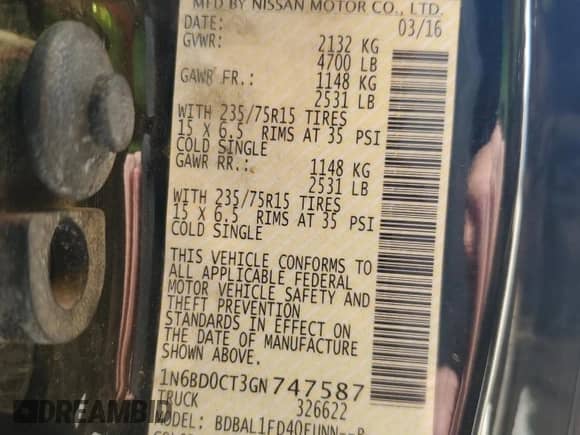 MFD BY NISSAN MOTOR CO., LTD.
DATE: 03/16
GVWR: 2132 KG
4700 LB
GAWR FR.: 1148 KG
2531 LB
WITH 235/75R15 TIRES
15 X 6.5 RIMS AT 35 PSI
COLD SINGLE
GAWR RR.: 1148 KG
2531 LB
WITH 235/75R15 TIRES
15 X 6.5 RIMS AT 35 PSI
COLD SINGLE
THIS VEHICLE CONFORMS TO
ALL APPLICABLE FEDERAL
MOTOR VEHICLE SAFETY AND
THEFT PREVENTION
STANDARDS IN EFFECT ON
THE DATE OF MANUFACTURE
SHOWN ABOVE.
1N6BD0CT3GN747587
TRUCK 326622
MODEL:
DREAMBID